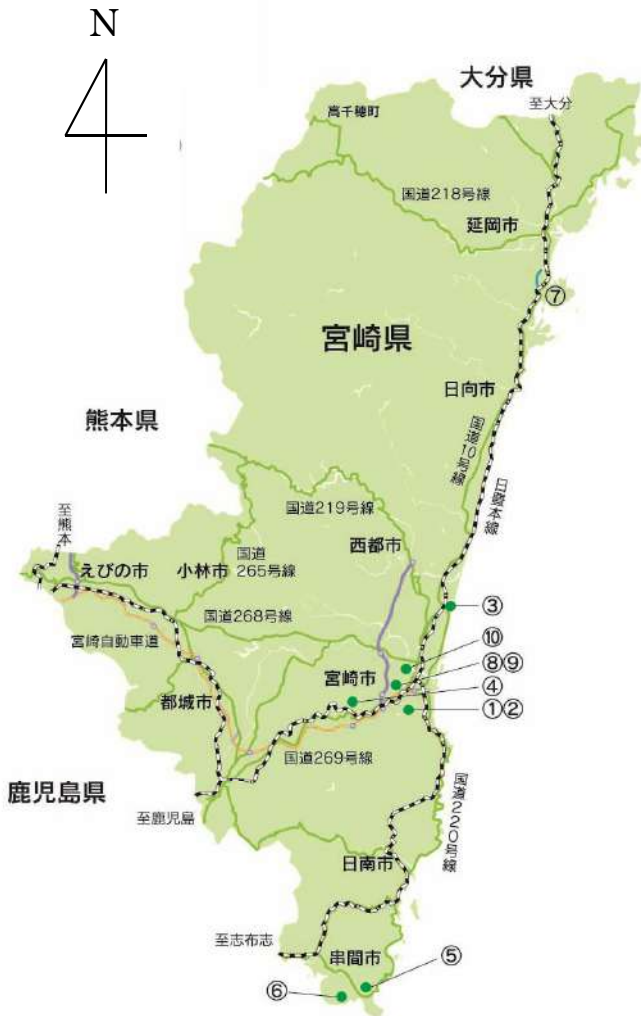 N
大分県
至大分
高千穂町
国道218号線
延岡市
⑦
宮崎県
日向市
熊本県
国道10号線
日豊本線
国道219号線
至熊本
西都市
国道
265号線
えびの市
小林市
③
国道268号線
宮崎自動車道
⑩
⑧⑨
宮崎市
④
都城市
①②
国道269号線
鹿児島県
国道220号線
至鹿児島
日南市
至志布志
串間市
⑤
⑥